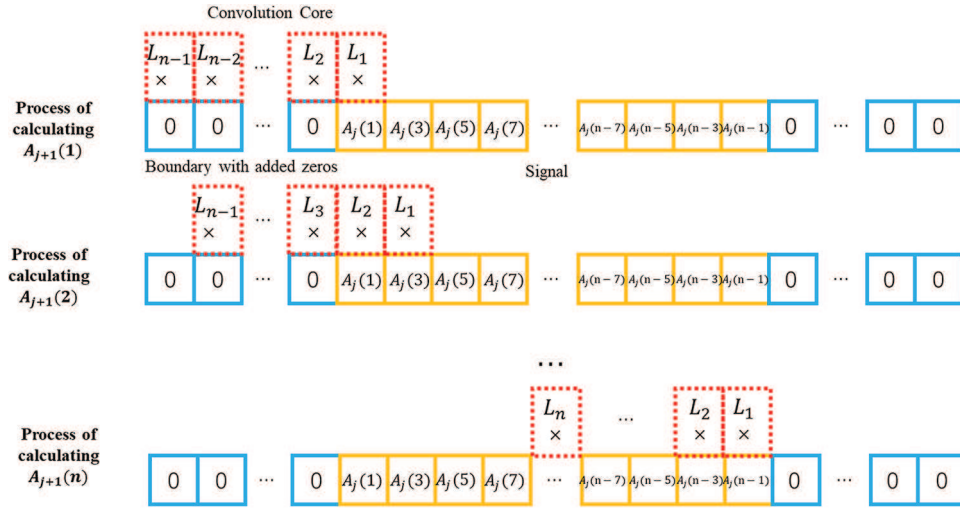 Convolution Core
L_{n−1} L_{n−2} ... L_2 L_1
× × × ×
Process of
calculating
A_{j+1}(1)
0 0 ... 0 A_j(1) A_j(3) A_j(5) A_j(7) ... A_j(n−7) A_j(n−5) A_j(n−3) A_j(n−1) 0 ... 0 0
Boundary with added zeros
Signal
L_{n−1} ... L_3 L_2 L_1
× × × ×
Process of
calculating
A_{j+1}(2)
0 0 ... 0 A_j(1) A_j(3) A_j(5) A_j(7) ... A_j(n−7) A_j(n−5) A_j(n−3) A_j(n−1) 0 ... 0 0
...
L_n ... L_2 L_1
× × ×
Process of
calculating
A_{j+1}(n)
0 0 ... 0 A_j(1) A_j(3) A_j(5) A_j(7) ... A_j(n−7) A_j(n−5) A_j(n−3) A_j(n−1) 0 ... 0 0